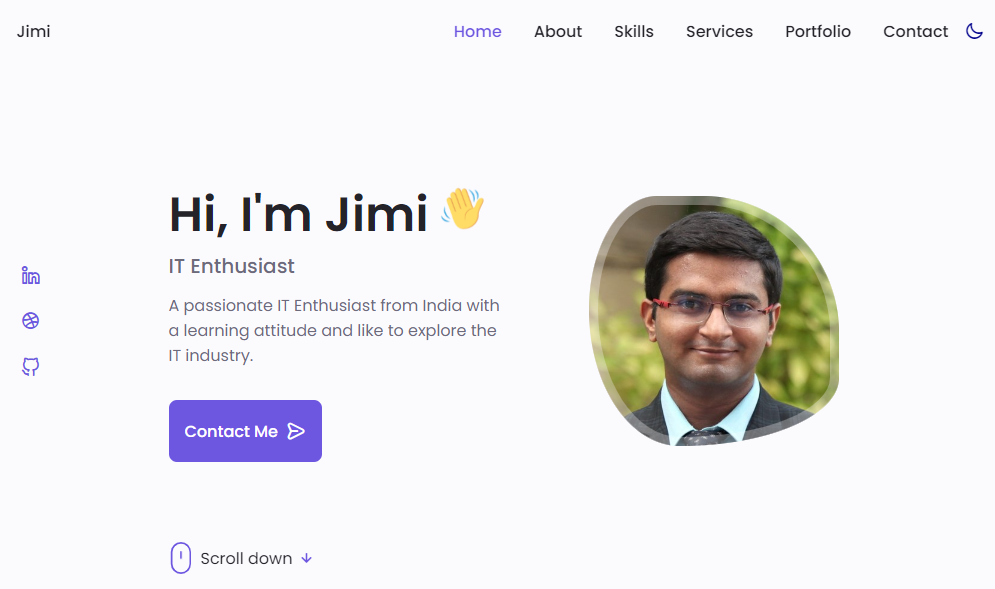 Jimi
Home About Skills Services Portfolio Contact
Hi, I'm Jimi 👋
IT Enthusiast
A passionate IT Enthusiast from India with
a learning attitude and like to explore the
IT industry.
Contact Me
Scroll down